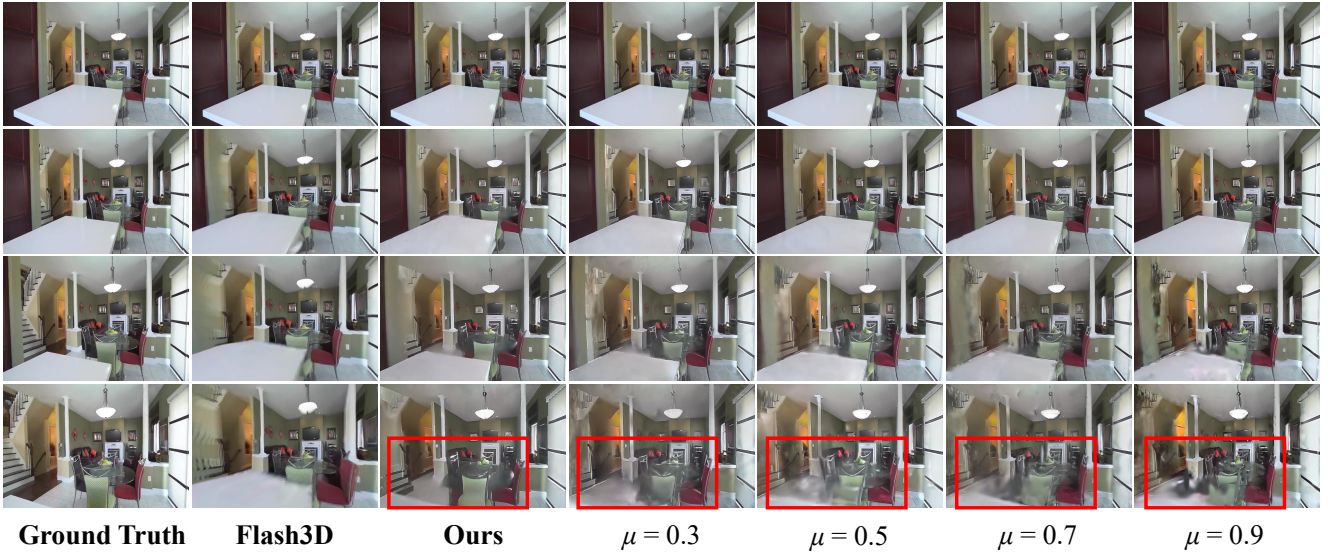 Ground Truth Flash3D Ours μ = 0.3 μ = 0.5 μ = 0.7 μ = 0.9